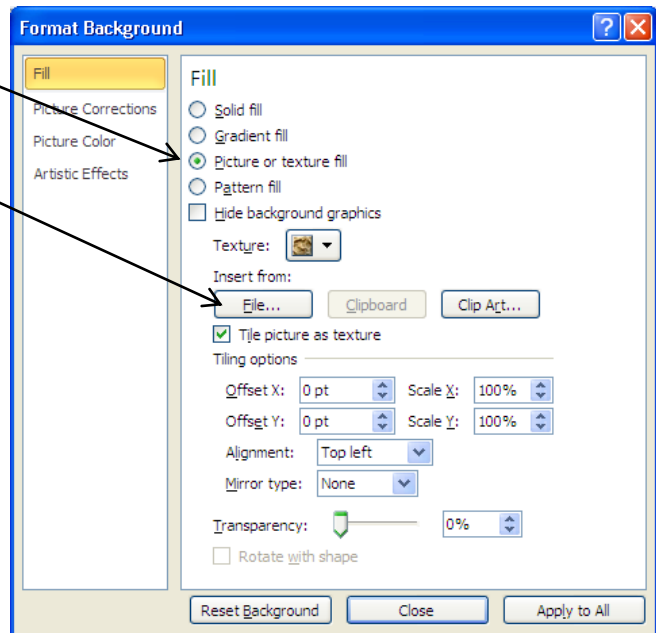 Format Background
Fill
Picture Corrections
Picture Color
Artistic Effects
Fill
Solid fill
Gradient fill
Picture or texture fill
Pattern fill
Hide background graphics
Texture:
Insert from:
File... Clipboard Clip Art...
Tile picture as texture
Tiling options
Offset X: 0 pt Scale X: 100%
Offset Y: 0 pt Scale Y: 100%
Alignment: Top left
Mirror type: None
Transparency: 0%
Rotate with shape
Reset Background Close Apply to All